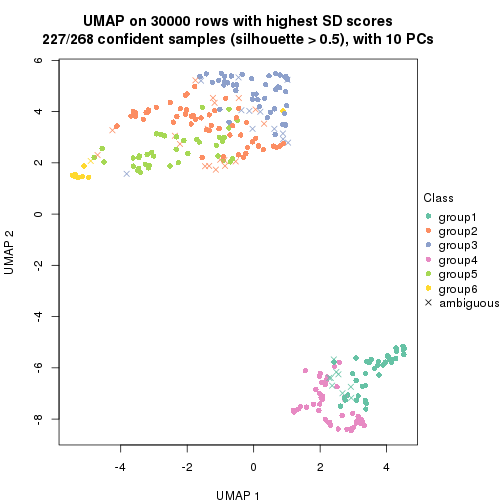 UMAP on 30000 rows with highest SD scores
227/268 confident samples (silhouette > 0.5), with 10 PCs
6
4
2
0
-2
-4
-6
-8
UMAP 2
-4
-2
0
2
4
UMAP 1
Class
group1
group2
group3
group4
group5
group6
ambiguous